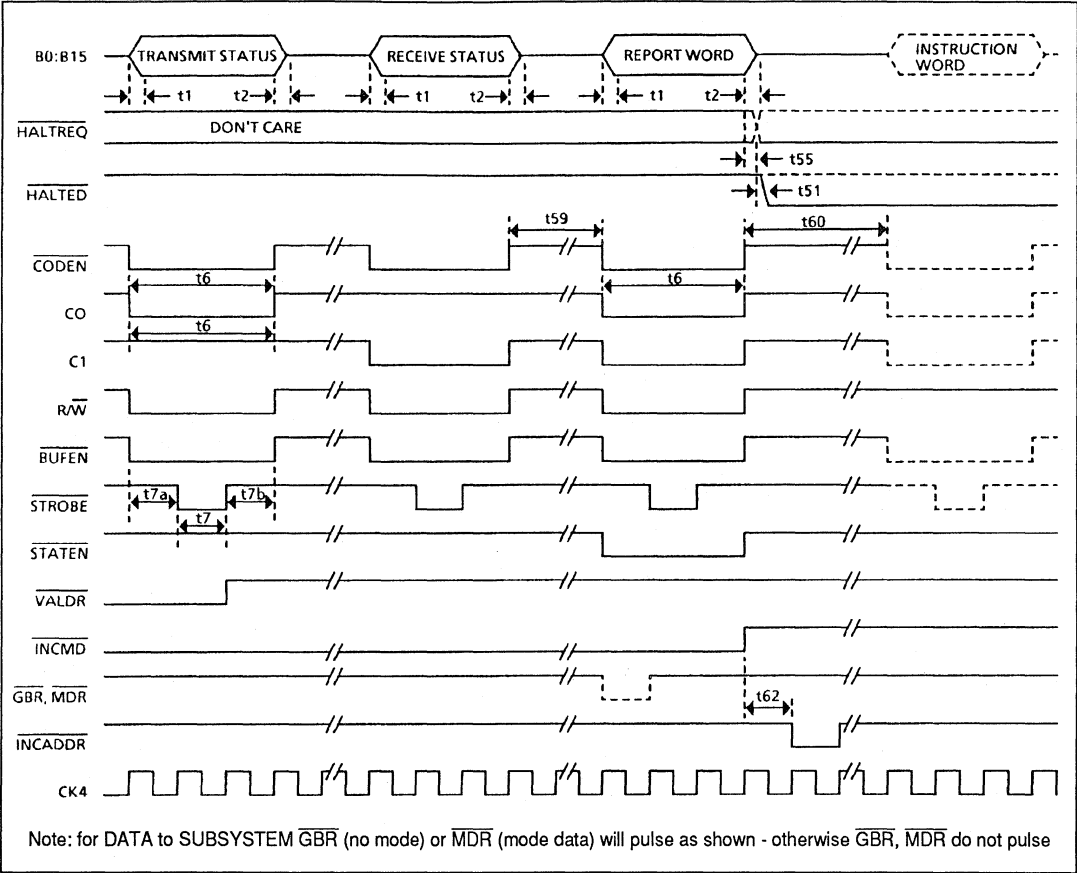 B0:B15 TRANSMIT STATUS RECEIVE STATUS REPORT WORD INSTRUCTION WORD
t1 t2 t1 t2 t1 t2
HALTREQ DON'T CARE
t55
HALTED t51
t59 t60
CODEN
t6 t6
CO
t6
C1
R/W
BUFEN
STROBE t7a t7b
t7
STATEN
VALDR
INCMD
GBR, MDR
t62
INCADDR
CK4
Note: for DATA to SUBSYSTEM GBR (no mode) or MDR (mode data) will pulse as shown - otherwise GBR, MDR do not pulse